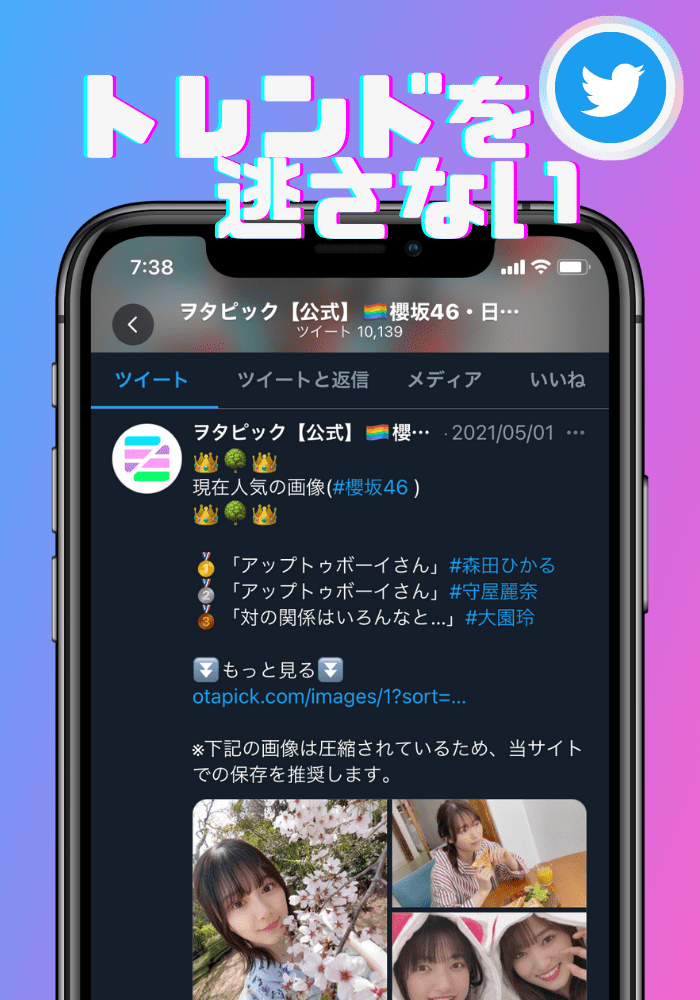 トレンドを
逃さない
7:38
ヲタピック【公式】🏳️‍🌈櫻坂46・日…
ツイート 10,139
ツイート ツイートと返信 メディア いいね
ヲタピック【公式】🏳️‍🌈櫻… · 2021/05/01 …
👑🌳👑
現在人気の画像(#櫻坂46 )
👑🌳👑
🥇「アップトゥボーイさん」#森田ひかる
🥈「アップトゥボーイさん」#守屋麗奈
🥉「対の関係はいろんなと...」#大園玲
⏬もっと見る⏬
otapick.com/images/1?sort=...
※下記の画像は圧縮されているため、当サイト
での保存を推奨します。